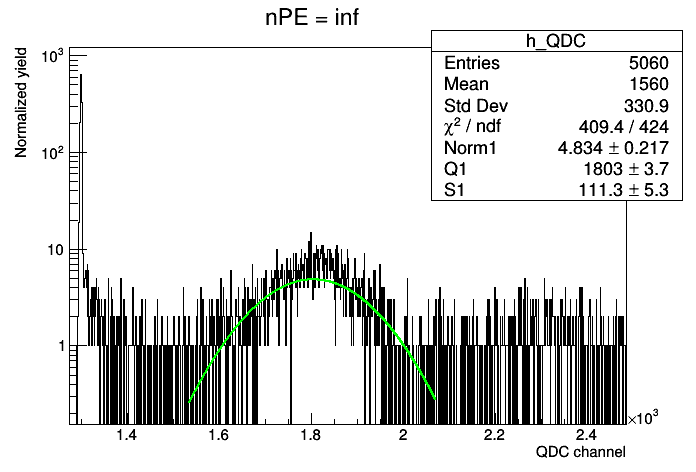 nPE = inf
h_QDC
Entries 5060
Mean 1560
Std Dev 330.9
χ² / ndf 409.4 / 424
Norm1 4.834 ± 0.217
Q1 1803 ± 3.7
S1 111.3 ± 5.3
Normalized yield
10³
10²
10
1
1.4 1.6 1.8 2 2.2 2.4
×10³
QDC channel